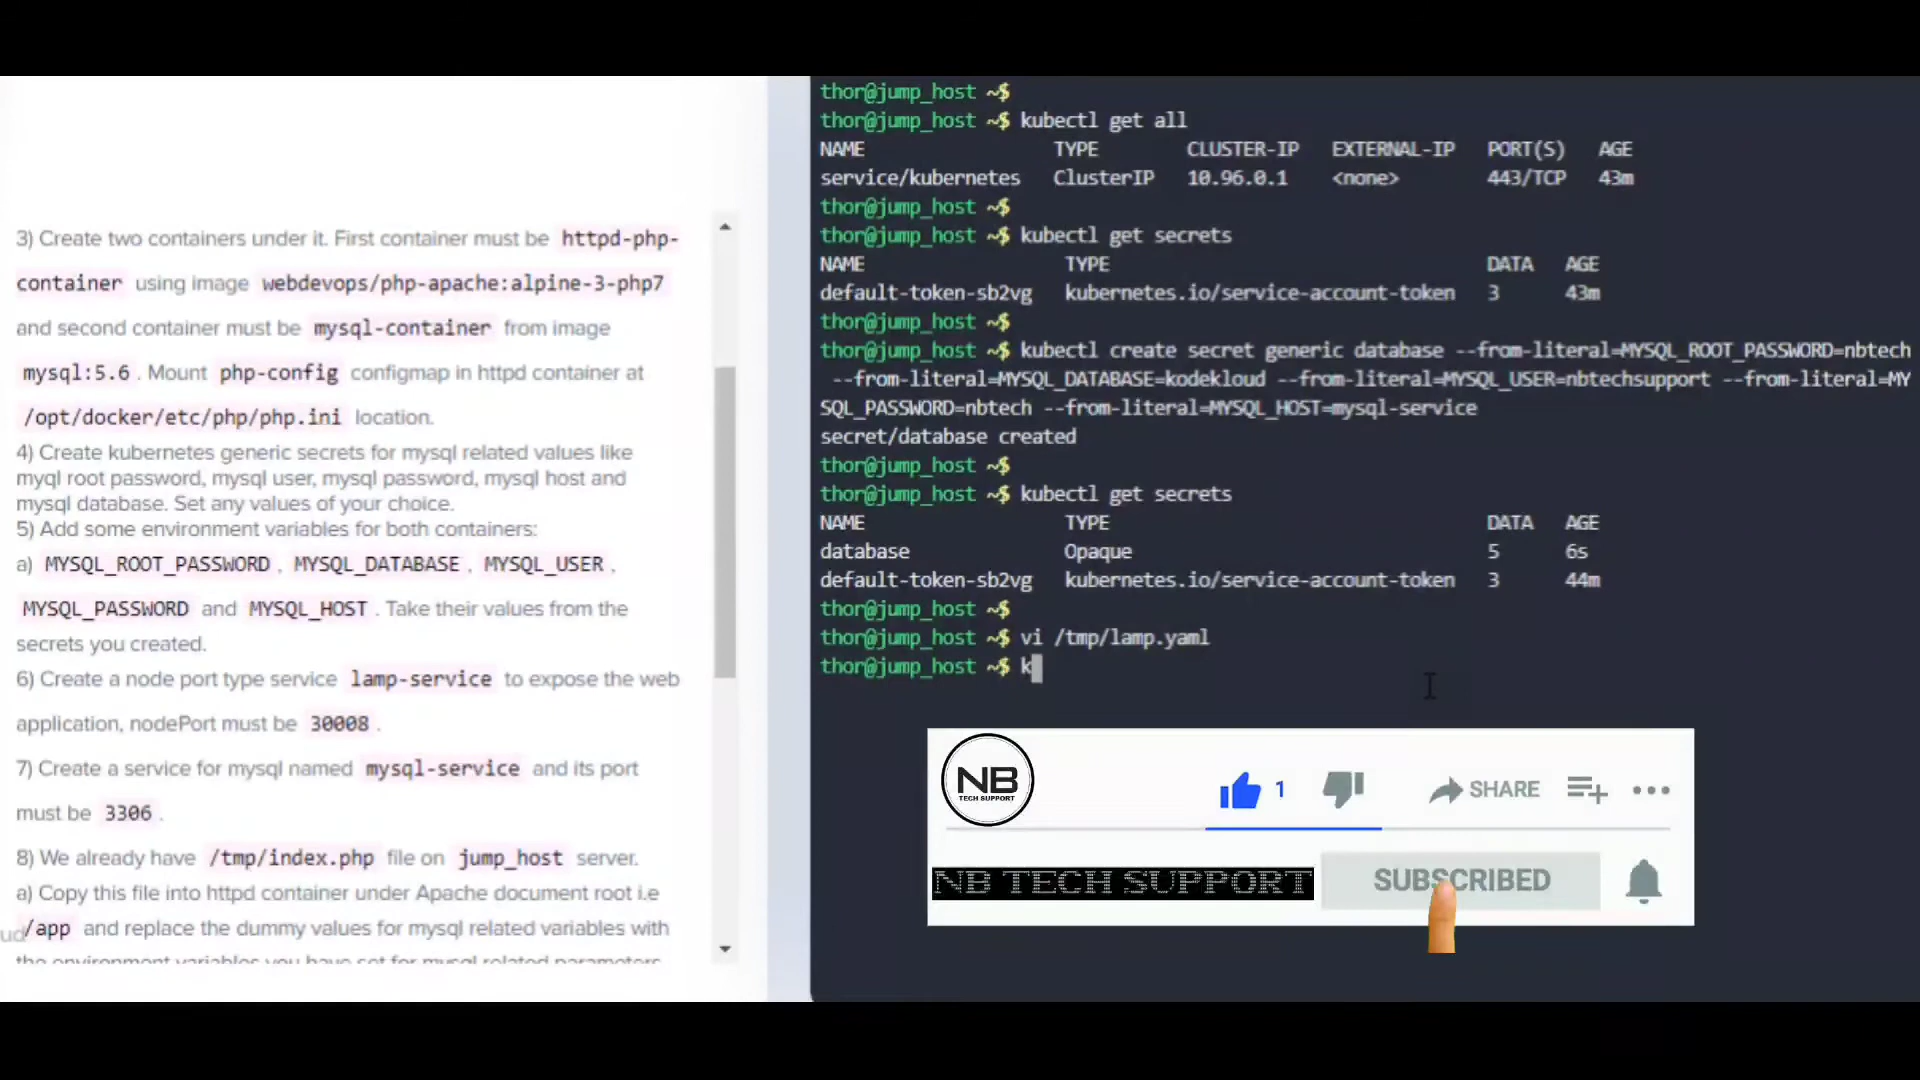 3) Create two containers under it. First container must be httpd-php-
container using image webdevops/php-apache:alpine-3-php7
and second container must be mysql-container from image
mysql:5.6 . Mount php-config configmap in httpd container at
/opt/docker/etc/php/php.ini location.
4) Create kubernetes generic secrets for mysql related values like
myql root password, mysql user, mysql password, mysql host and
mysql database. Set any values of your choice.
5) Add some environment variables for both containers:
a) MYSQL_ROOT_PASSWORD , MYSQL_DATABASE , MYSQL_USER ,
MYSQL_PASSWORD and MYSQL_HOST . Take their values from the
secrets you created.
6) Create a node port type service lamp-service to expose the web
application, nodePort must be 30008 .
7) Create a service for mysql named mysql-service and its port
must be 3306 .
8) We already have /tmp/index.php file on jump_host server.
a) Copy this file into httpd container under Apache document root i.e
/app and replace the dummy values for mysql related variables with
the environment variables you have set for mysql related parameters
thor@jump_host ~$
thor@jump_host ~$ kubectl get all
NAME TYPE CLUSTER-IP EXTERNAL-IP PORT(S) AGE
service/kubernetes ClusterIP 10.96.0.1 <none> 443/TCP 43m
thor@jump_host ~$
thor@jump_host ~$ kubectl get secrets
NAME TYPE DATA AGE
default-token-sb2vg kubernetes.io/service-account-token 3 43m
thor@jump_host ~$
thor@jump_host ~$ kubectl create secret generic database --from-literal=MYSQL_ROOT_PASSWORD=nbtech
--from-literal=MYSQL_DATABASE=kodekloud --from-literal=MYSQL_USER=nbtechsupport --from-literal=MY
SQL_PASSWORD=nbtech --from-literal=MYSQL_HOST=mysql-service
secret/database created
thor@jump_host ~$
thor@jump_host ~$ kubectl get secrets
NAME TYPE DATA AGE
database Opaque 5 6s
default-token-sb2vg kubernetes.io/service-account-token 3 44m
thor@jump_host ~$
thor@jump_host ~$ vi /tmp/lamp.yaml
thor@jump_host ~$ k
NB
TECH SUPPORT
1 SHARE
NB TECH SUPPORT
SUBSCRIBED